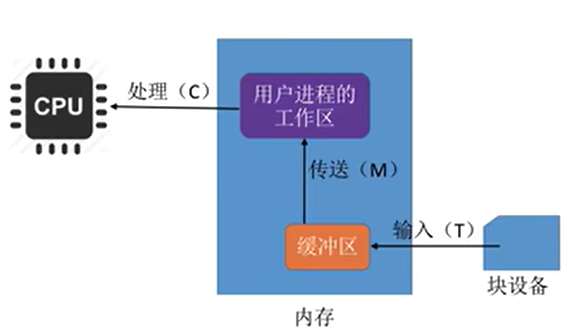 处理（C）
CPU
用户进程的
工作区
传送（M）
输入（T）
缓冲区
块设备
内存